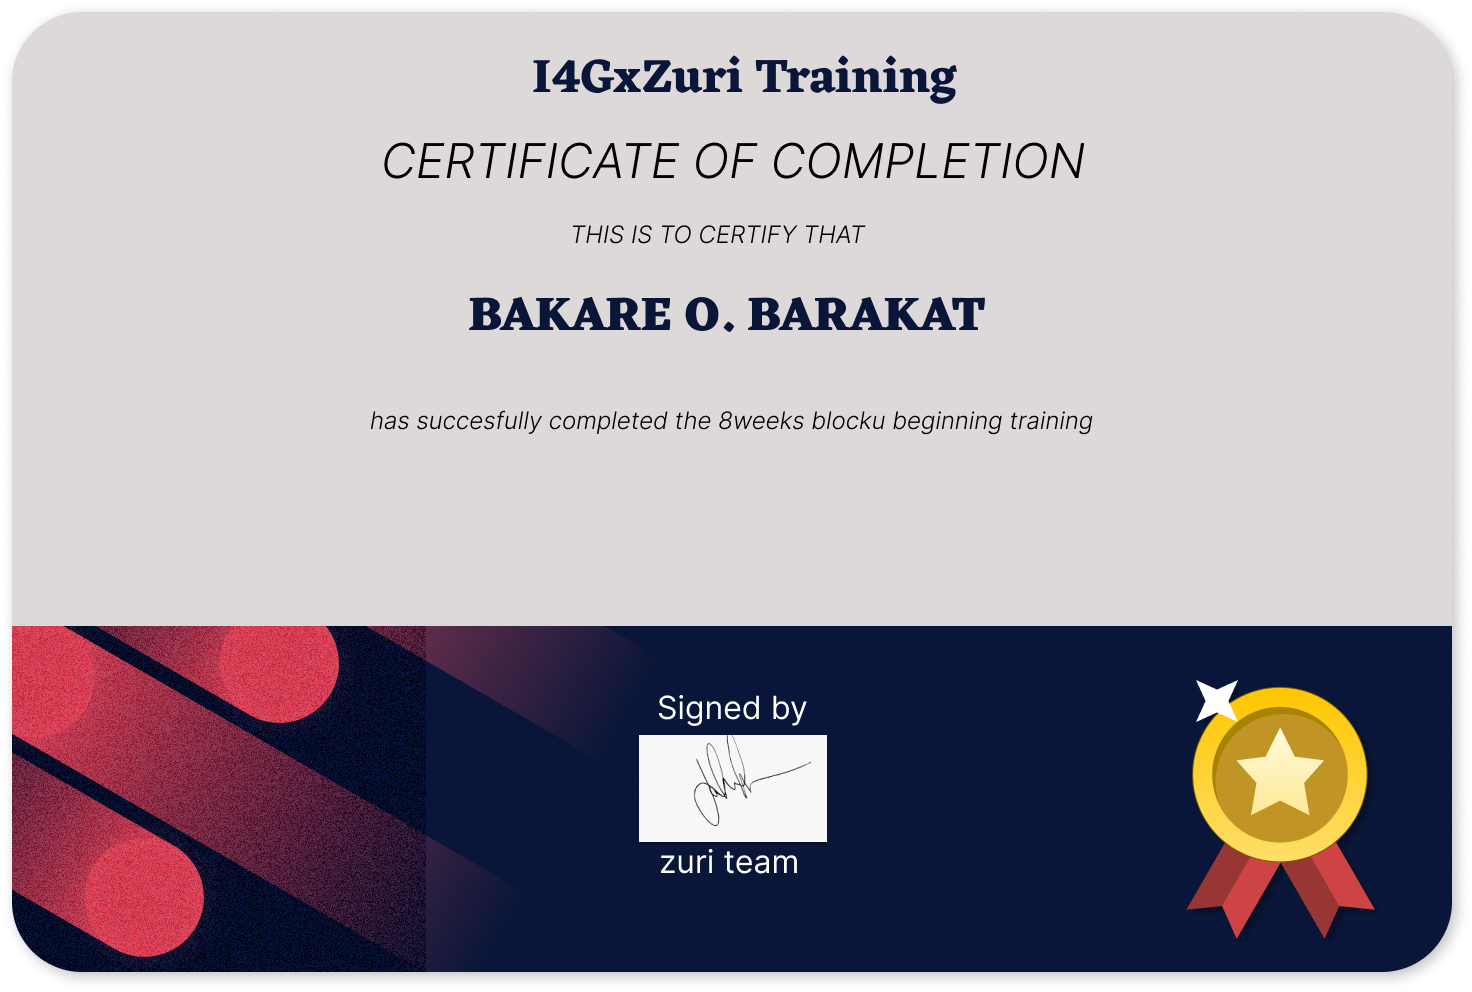 I4GxZuri Training
CERTIFICATE OF COMPLETION
THIS IS TO CERTIFY THAT
BAKARE O. BARAKAT
has succesfully completed the 8weeks blocku beginning training
Signed by
zuri team